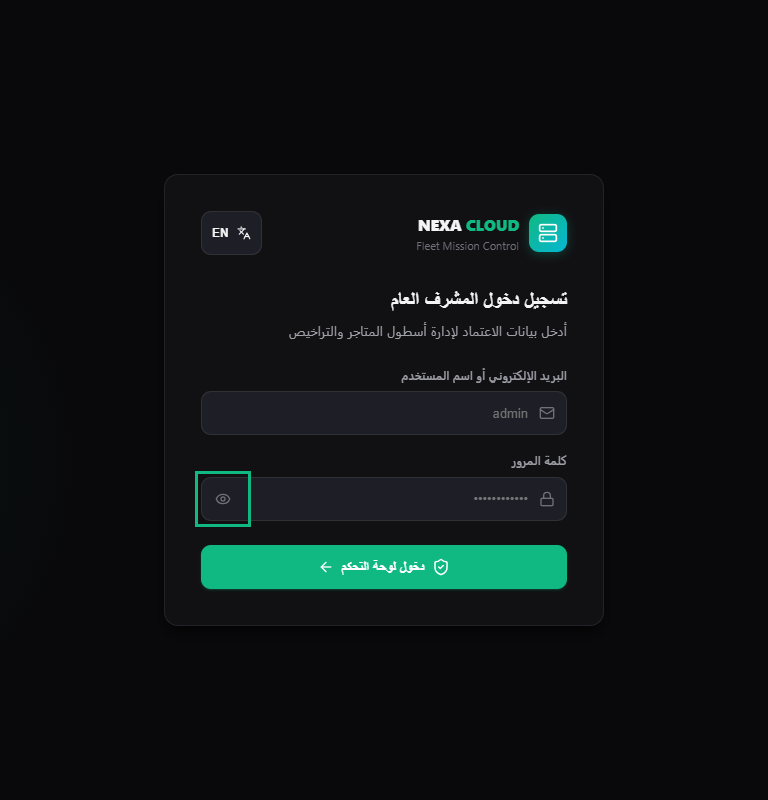 NEXA CLOUD
Fleet Mission Control
EN
تسجيل دخول المشرف العام
أدخل بيانات الاعتماد لإدارة أسطول المتاجر والتراخيص
البريد الإلكتروني أو اسم المستخدم
admin
كلمة المرور
••••••••••••
دخول لوحة التحكم